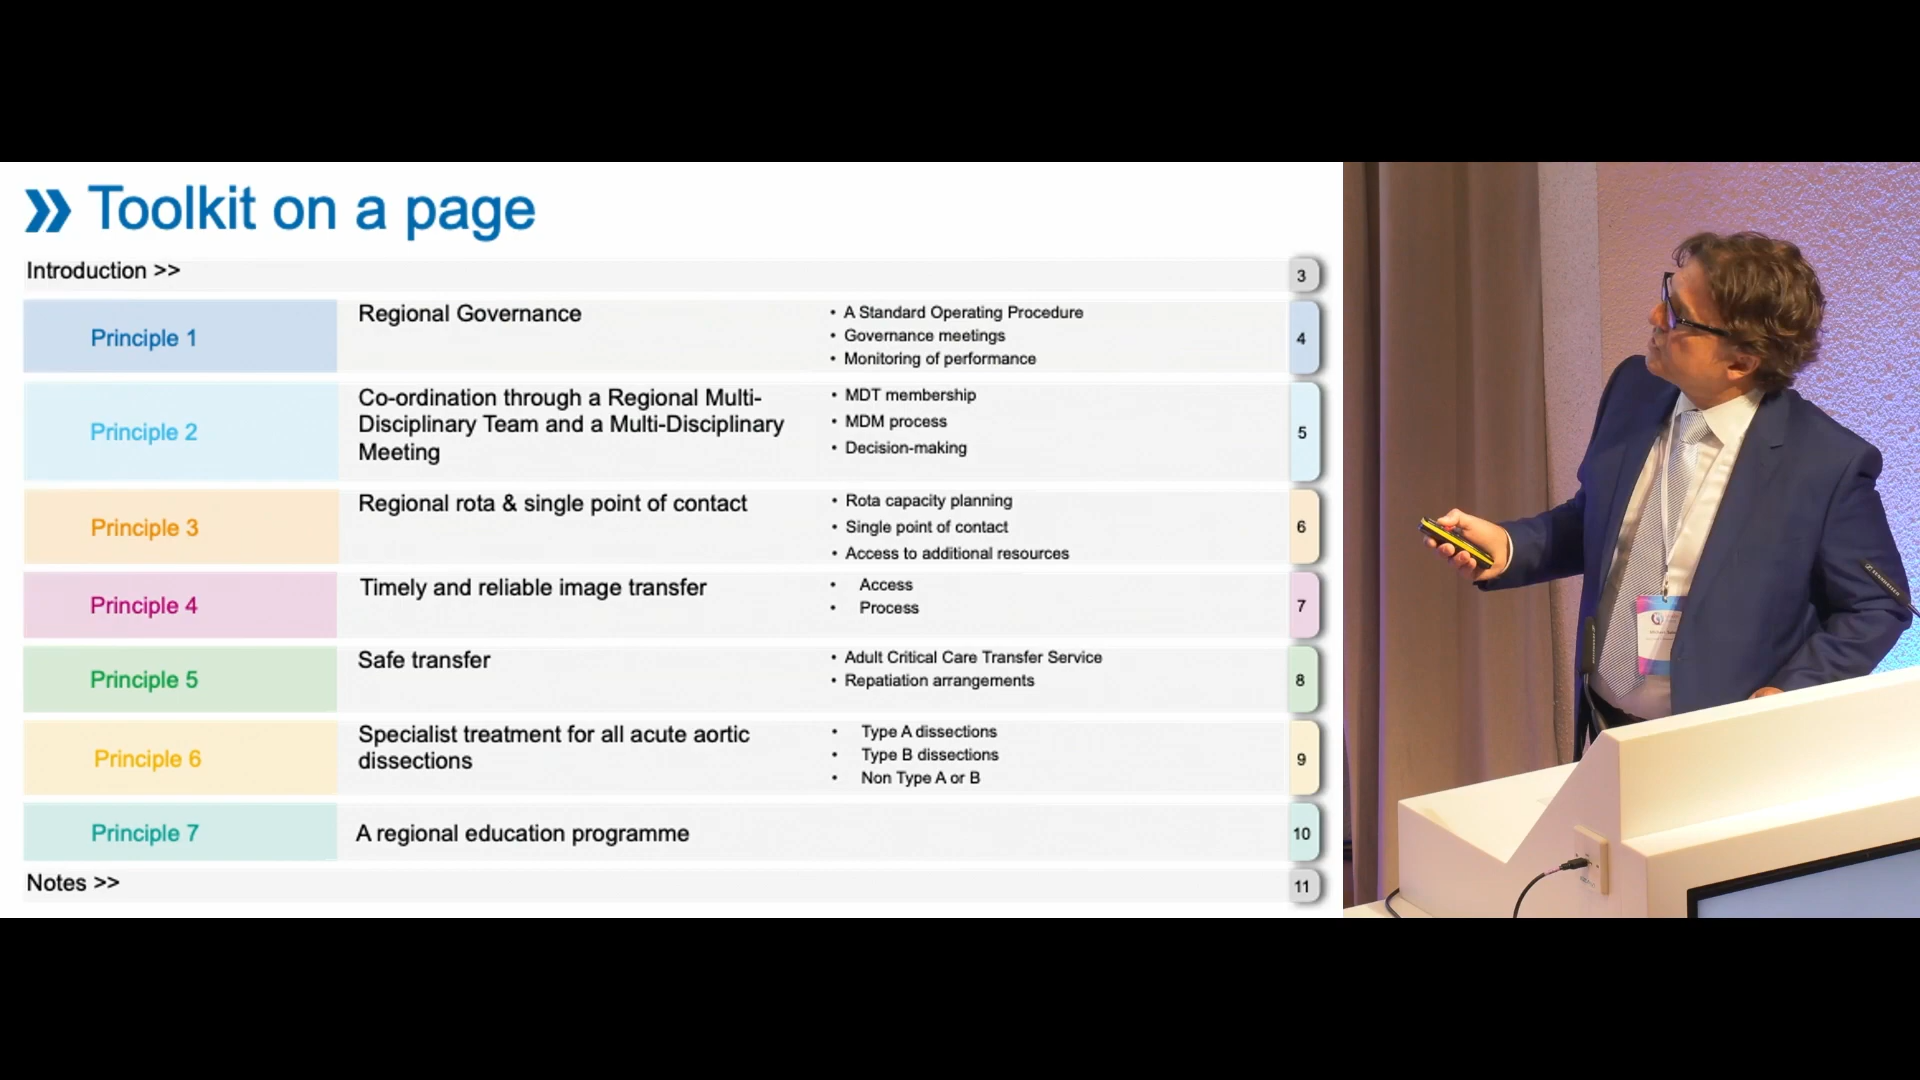 Toolkit on a page
Introduction >>
3
Principle 1
Regional Governance
• A Standard Operating Procedure
• Governance meetings
• Monitoring of performance
4
Principle 2
Co-ordination through a Regional Multi-
Disciplinary Team and a Multi-Disciplinary
Meeting
• MDT membership
• MDM process
• Decision-making
5
Principle 3
Regional rota & single point of contact
• Rota capacity planning
• Single point of contact
• Access to additional resources
6
Principle 4
Timely and reliable image transfer
• Access
• Process
7
Principle 5
Safe transfer
• Adult Critical Care Transfer Service
• Repatiation arrangements
8
Principle 6
Specialist treatment for all acute aortic
dissections
• Type A dissections
• Type B dissections
• Non Type A or B
9
Principle 7
A regional education programme
10
Notes >>
11
SENNHEISER